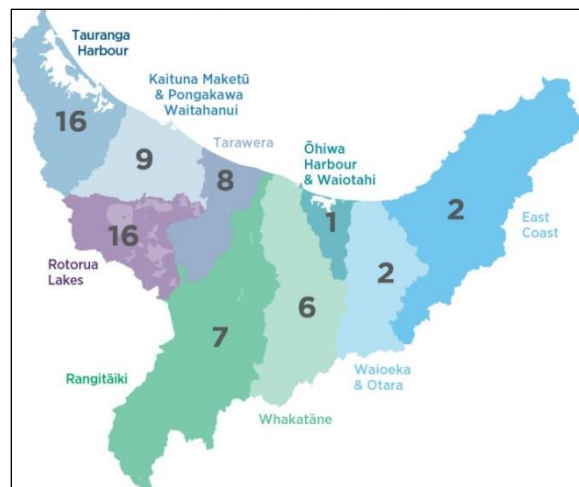 Tauranga
Harbour
Kaituna Maketū
& Pongakawa
Waitahanui
Tarawera
Ōhiwa
Harbour
& Waiotahi
16
9
8
1
2
East
Coast
16
Rotorua
Lakes
2
6
7
Rangitāiki
Waioeka
& Otara
Whakatāne